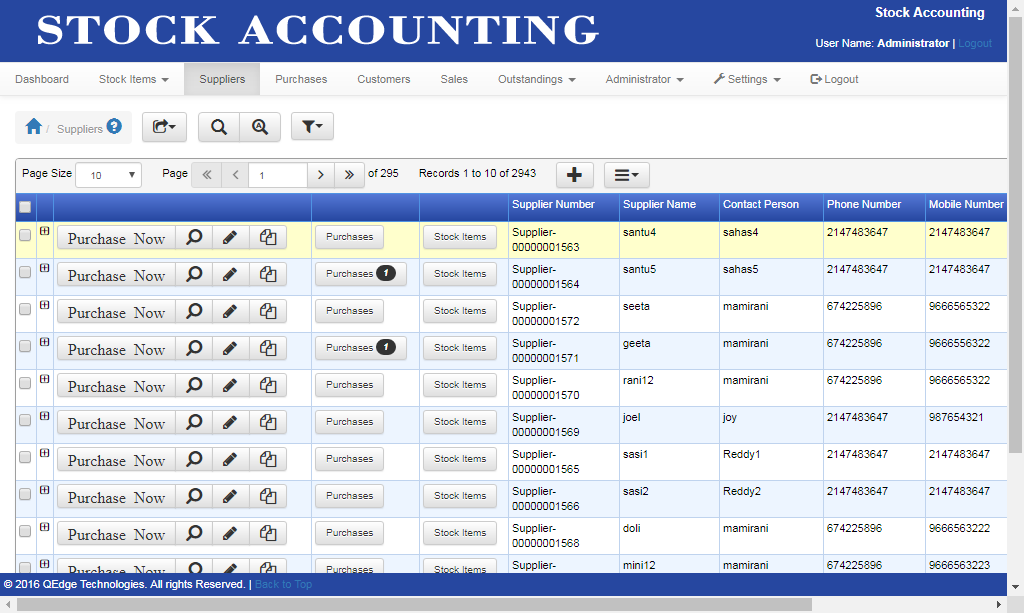 STOCK ACCOUNTING
Stock Accounting
User Name: Administrator | Logout
Dashboard Stock Items Suppliers Purchases Customers Sales Outstandings Administrator Settings Logout
/ Suppliers ?
A
Page Size 10 Page « < 1 > » of 295 Records 1 to 10 of 2943
Supplier Number Supplier Name Contact Person Phone Number Mobile Number
Purchase Now Purchases Stock Items Supplier- santu4 sahas4 2147483647 2147483647
00000001563
Purchase Now Purchases 1 Stock Items Supplier- santu5 sahas5 2147483647 2147483647
00000001564
Purchase Now Purchases Stock Items Supplier- seeta mamirani 674225896 9666565322
00000001572
Purchase Now Purchases 1 Stock Items Supplier- geeta mamirani 674225896 9666556322
00000001571
Purchase Now Purchases Stock Items Supplier- rani12 mamirani 674225896 9666565322
00000001570
Purchase Now Purchases Stock Items Supplier- joel joy 2147483647 987654321
00000001569
Purchase Now Purchases Stock Items Supplier- sasi1 Reddy1 2147483647 2147483647
00000001565
Purchase Now Purchases Stock Items Supplier- sasi2 Reddy2 2147483647 2147483647
00000001566
Purchase Now Purchases Stock Items Supplier- doli mamirani 674225896 9666563222
00000001568
Purchase Now Purchases Stock Items Supplier- mini12 mamirani 674225896 9666563223
© 2016 QEdge Technologies. All rights Reserved. | Back to Top